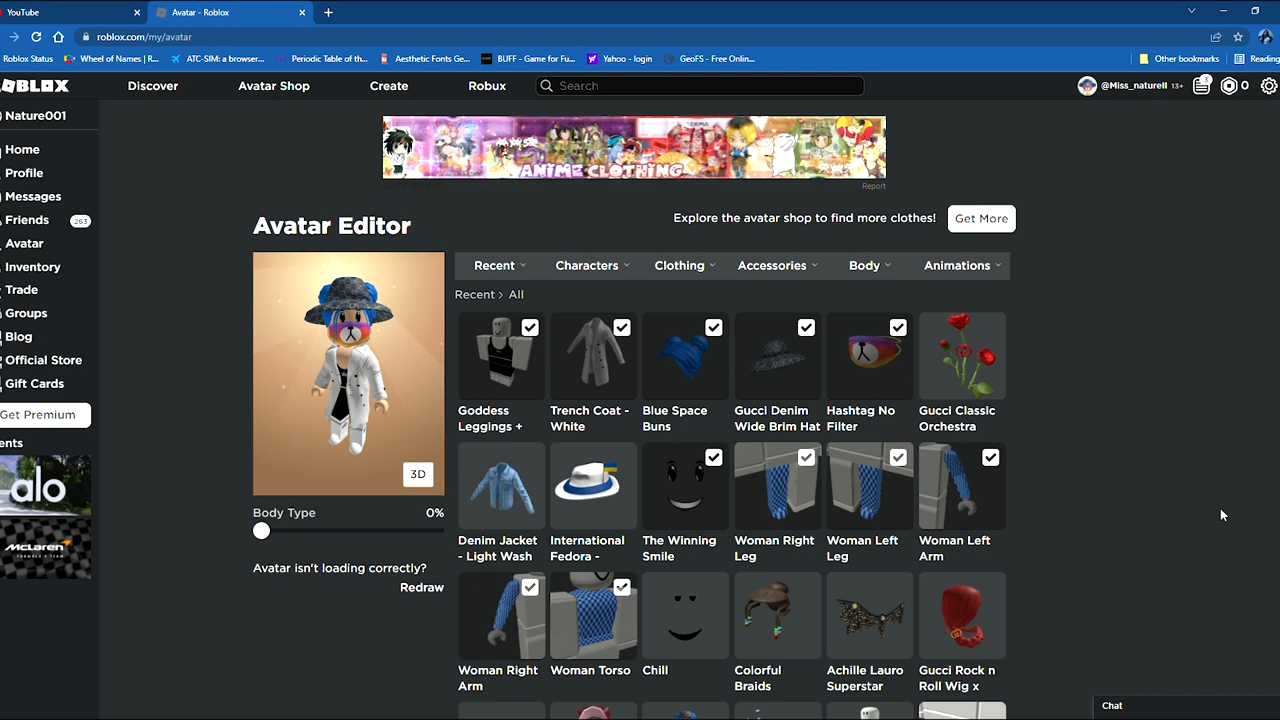 YouTube
Avatar - Roblox
roblox.com/my/avatar
Roblox Status
Wheel of Names | R...
ATC-SIM: a browser...
Periodic Table of th...
Aesthetic Fonts Ge...
BUFF - Game for Fu...
Yahoo - login
GeoFS - Free Onlin...
Other bookmarks
Reading
ROBLOX
Discover
Avatar Shop
Create
Robux
Search
@Miss_naturell 13+
3
0
Nature001
Home
Profile
Messages
Friends 263
Avatar
Inventory
Trade
Groups
Blog
Official Store
Gift Cards
Get Premium
ents
alo
McLaren
FORMULA 1 TEAM
ANIME CLOTHING
Report
Avatar Editor
Explore the avatar shop to find more clothes!
Get More
3D
Body Type 0%
Avatar isn't loading correctly?
Redraw
Recent
Characters
Clothing
Accessories
Body
Animations
Recent > All
Goddess
Leggings +
Trench Coat -
White
Blue Space
Buns
Gucci Denim
Wide Brim Hat
Hashtag No
Filter
Gucci Classic
Orchestra
Denim Jacket
- Light Wash
International
Fedora -
The Winning
Smile
Woman Right
Leg
Woman Left
Leg
Woman Left
Arm
Woman Right
Arm
Woman Torso
Chill
Colorful
Braids
Achille Lauro
Superstar
Gucci Rock n
Roll Wig x
Chat